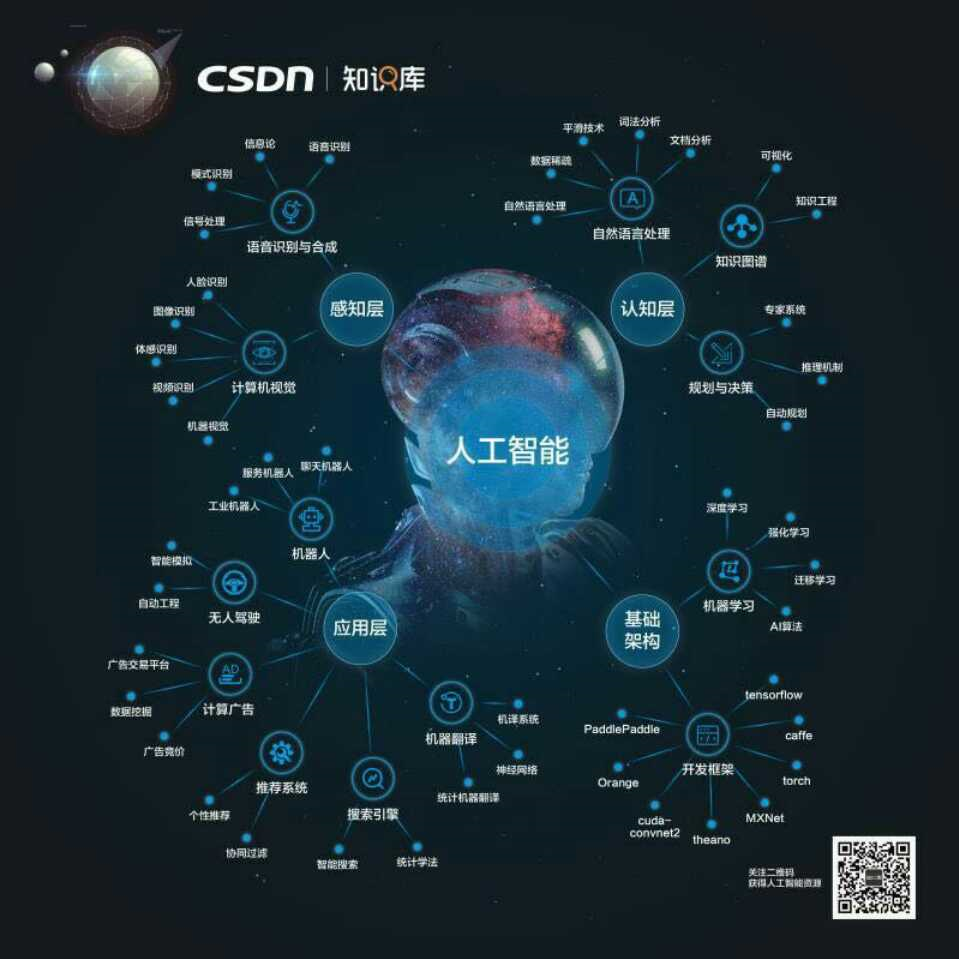 CSDN 知识库
信息论
语音识别
模式识别
信号处理
语音识别与合成
平滑技术
词法分析
文档分析
数据稀疏
自然语言处理
自然语言处理
可视化
知识工程
知识图谱
感知层
认知层
人脸识别
图像识别
体感识别
视频识别
机器视觉
计算机视觉
专家系统
推理机制
自动规划
规划与决策
人工智能
聊天机器人
服务机器人
工业机器人
机器人
智能模拟
自动工程
无人驾驶
应用层
基础
架构
深度学习
强化学习
迁移学习
AI算法
机器学习
广告交易平台
数据挖掘
广告竞价
AD
计算广告
个性推荐
协同过滤
推荐系统
智能搜索
统计学法
搜索引擎
机译系统
神经网络
统计机器翻译
机器翻译
tensorflow
PaddlePaddle
caffe
开发框架
Orange
torch
cuda-
convnet2
MXNet
theano
关注二维码
获得人工智能资源